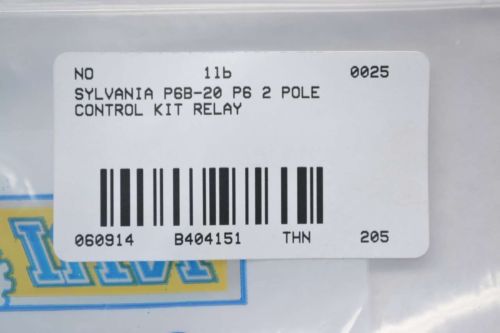 NO 1lb 0025
SYLVANIA P6B-20 P6 2 POLE
CONTROL KIT RELAY
060914 B404151 THN 205